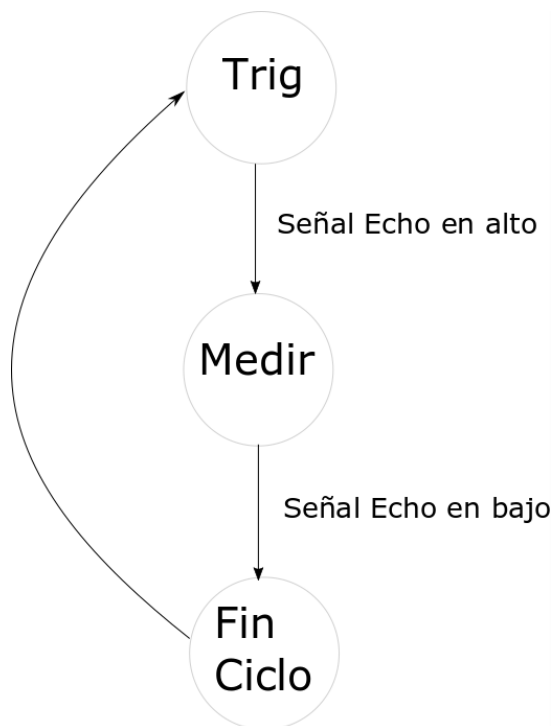 Trig
Señal Echo en alto
Medir
Señal Echo en bajo
Fin
Ciclo